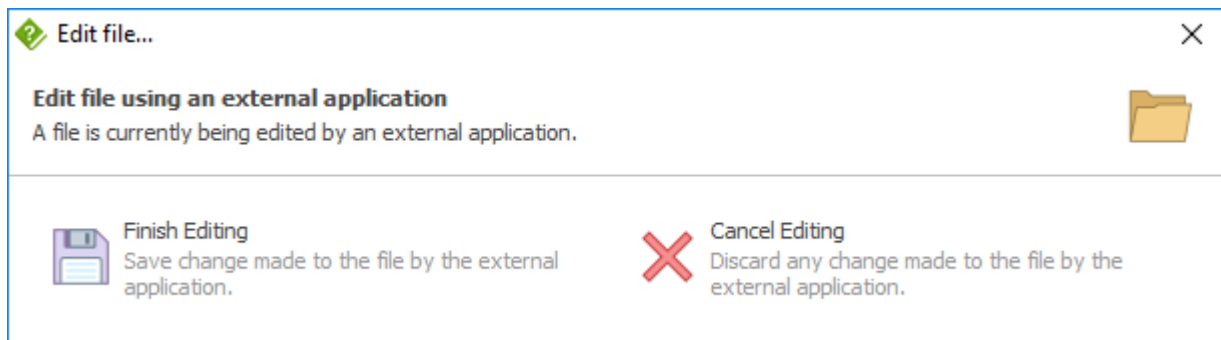 Edit file...
Edit file using an external application
A file is currently being edited by an external application.
Finish Editing
Save change made to the file by the external
application.
Cancel Editing
Discard any change made to the file by the
external application.